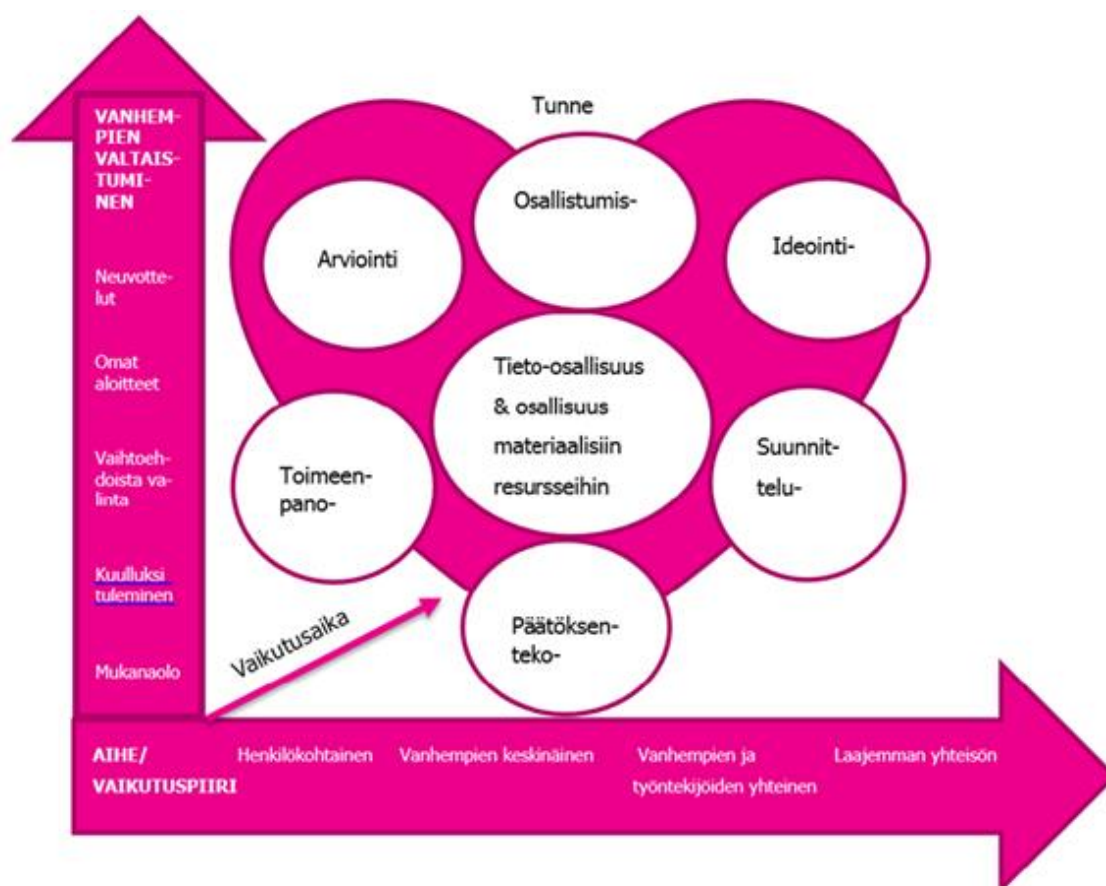 VANHEM-
PIEN
VALTAIS-
TUMI-
NEN
Neuvotte-
lut
Omat
aloitteet
Vaihtoeh-
doista va-
linta
Kuulluksi
tuleminen
Mukanaolo
Tunne
Osallistumis-
Arviointi
Ideointi-
Tieto-osallisuus
& osallisuus
materiaalisiin
resursseihin
Toimeen-
pano-
Suunnit-
telu-
Päätöksen-
teko-
Vaikutusaika
AIHE/
VAIKUTUSPIIRI
Henkilökohtainen
Vanhempien keskinäinen
Vanhempien ja
työntekijöiden yhteinen
Laajemman yhteisön